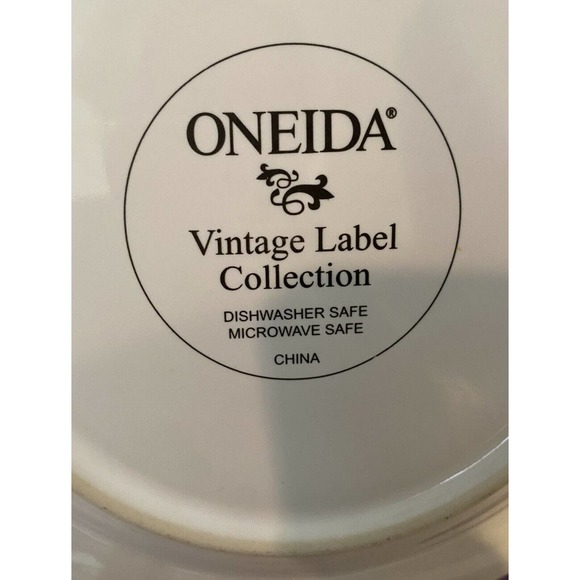 ONEIDA®
Vintage Label
Collection
DISHWASHER SAFE
MICROWAVE SAFE
CHINA